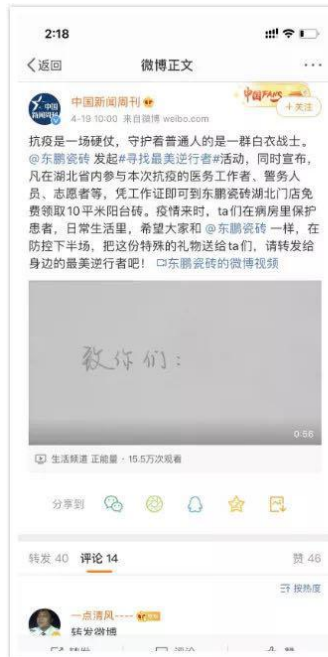 2:18
返回
微博正文
中国新闻周刊
4-19 10:00 来自微博 weibo.com
+关注
抗疫是一场硬仗，守护着普通人的是一群白衣战士。
@东鹏瓷砖 发起#寻找最美逆行者#活动，同时宣布，
凡在湖北省内参与本次抗疫的医务工作者、警务人
员、志愿者等，凭工作证即可到东鹏瓷砖湖北门店免
费领取10平米阳台砖。疫情来时，ta们在病房里保护
患者，日常生活里，希望大家和 @东鹏瓷砖 一样，在
防控下半场，把这份特殊的礼物送给ta们，请转发给
身边的最美逆行者吧！ 东鹏瓷砖的微博视频
致你们：
0:56
生活频道 正能量 · 15.5万次观看
分享到
转发 40 评论 14 赞 46
按热度
一点清风----
转发微博